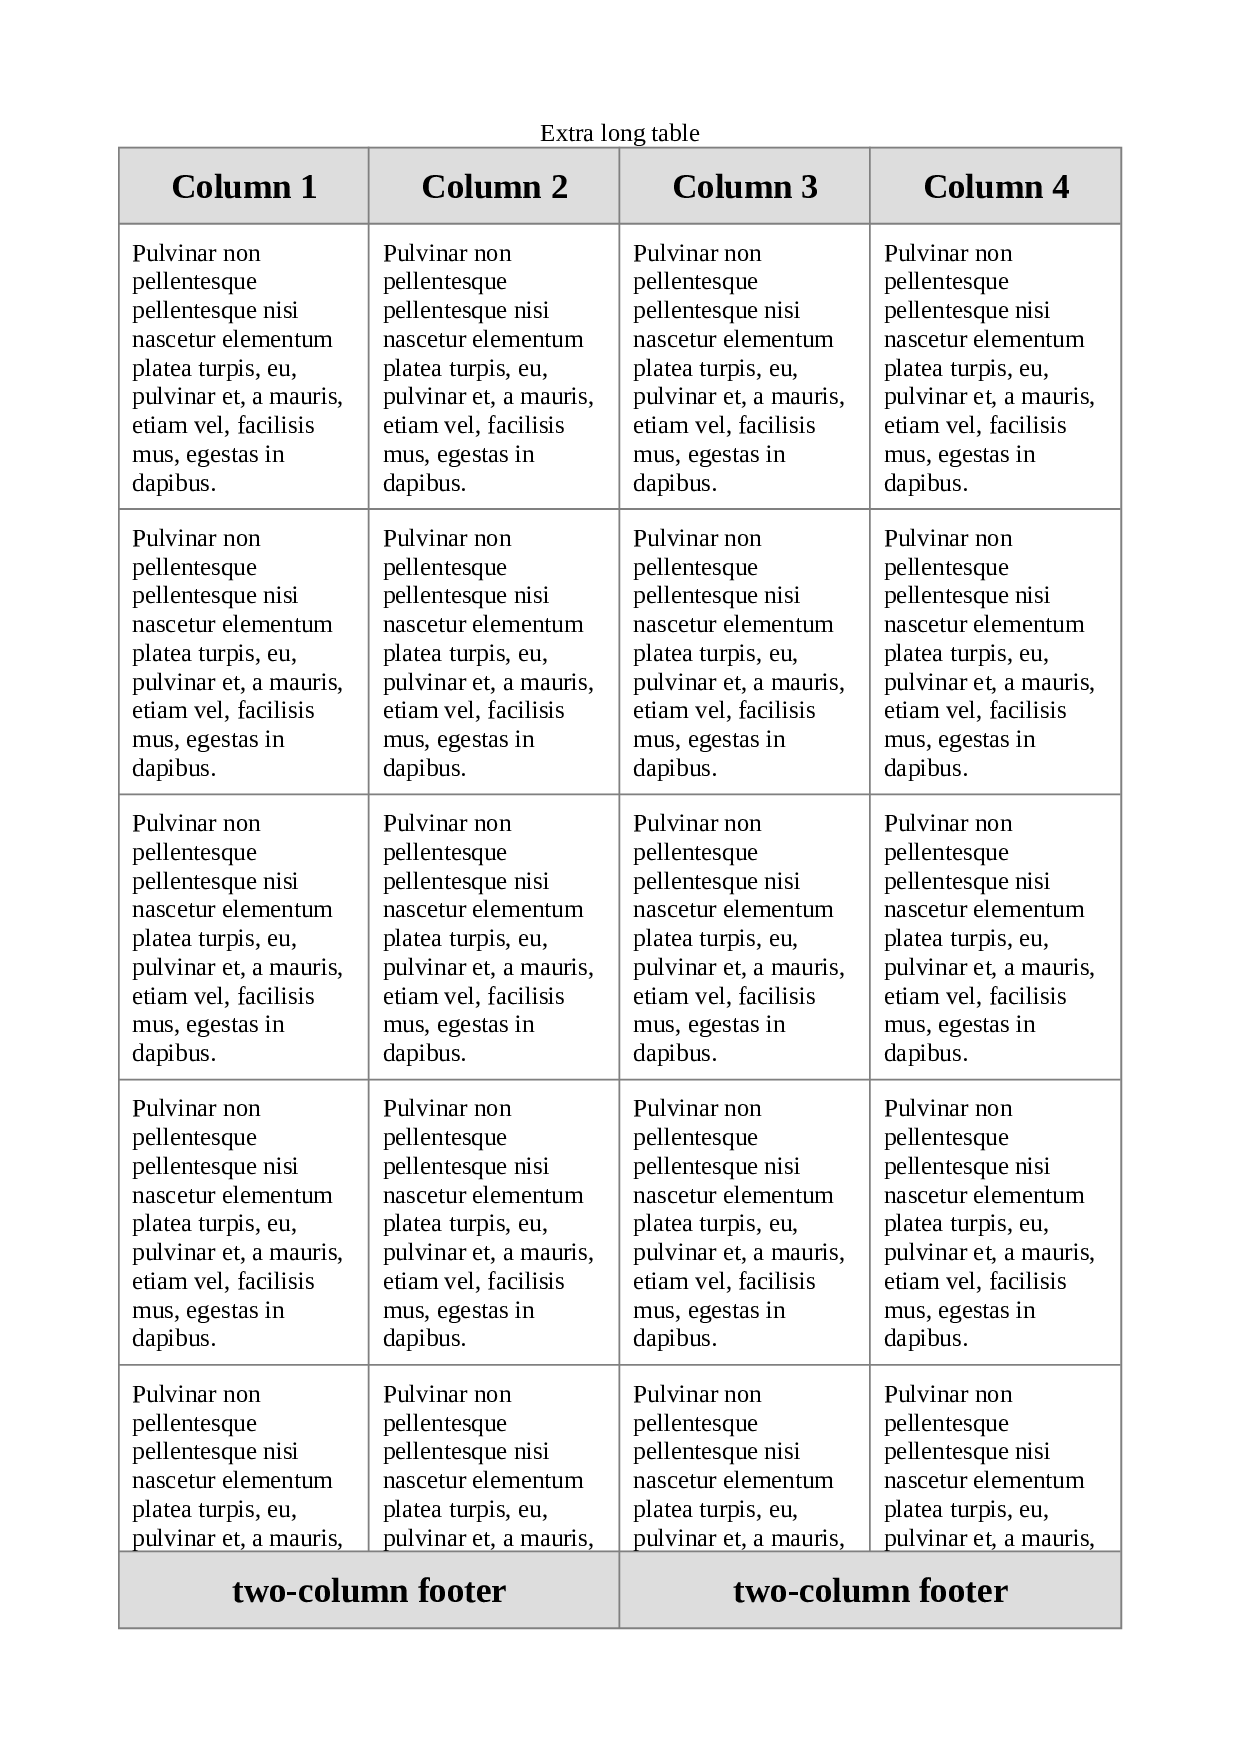 Extra long table
Column 1 Column 2 Column 3 Column 4
Pulvinar non
pellentesque
pellentesque nisi
nascetur elementum
platea turpis, eu,
pulvinar et, a mauris,
etiam vel, facilisis
mus, egestas in
dapibus.
Pulvinar non
pellentesque
pellentesque nisi
nascetur elementum
platea turpis, eu,
pulvinar et, a mauris,
etiam vel, facilisis
mus, egestas in
dapibus.
Pulvinar non
pellentesque
pellentesque nisi
nascetur elementum
platea turpis, eu,
pulvinar et, a mauris,
etiam vel, facilisis
mus, egestas in
dapibus.
Pulvinar non
pellentesque
pellentesque nisi
nascetur elementum
platea turpis, eu,
pulvinar et, a mauris,
etiam vel, facilisis
mus, egestas in
dapibus.
Pulvinar non
pellentesque
pellentesque nisi
nascetur elementum
platea turpis, eu,
pulvinar et, a mauris,
etiam vel, facilisis
mus, egestas in
dapibus.
Pulvinar non
pellentesque
pellentesque nisi
nascetur elementum
platea turpis, eu,
pulvinar et, a mauris,
etiam vel, facilisis
mus, egestas in
dapibus.
Pulvinar non
pellentesque
pellentesque nisi
nascetur elementum
platea turpis, eu,
pulvinar et, a mauris,
etiam vel, facilisis
mus, egestas in
dapibus.
Pulvinar non
pellentesque
pellentesque nisi
nascetur elementum
platea turpis, eu,
pulvinar et, a mauris,
etiam vel, facilisis
mus, egestas in
dapibus.
Pulvinar non
pellentesque
pellentesque nisi
nascetur elementum
platea turpis, eu,
pulvinar et, a mauris,
etiam vel, facilisis
mus, egestas in
dapibus.
Pulvinar non
pellentesque
pellentesque nisi
nascetur elementum
platea turpis, eu,
pulvinar et, a mauris,
etiam vel, facilisis
mus, egestas in
dapibus.
Pulvinar non
pellentesque
pellentesque nisi
nascetur elementum
platea turpis, eu,
pulvinar et, a mauris,
etiam vel, facilisis
mus, egestas in
dapibus.
Pulvinar non
pellentesque
pellentesque nisi
nascetur elementum
platea turpis, eu,
pulvinar et, a mauris,
etiam vel, facilisis
mus, egestas in
dapibus.
Pulvinar non
pellentesque
pellentesque nisi
nascetur elementum
platea turpis, eu,
pulvinar et, a mauris,
etiam vel, facilisis
mus, egestas in
dapibus.
Pulvinar non
pellentesque
pellentesque nisi
nascetur elementum
platea turpis, eu,
pulvinar et, a mauris,
etiam vel, facilisis
mus, egestas in
dapibus.
Pulvinar non
pellentesque
pellentesque nisi
nascetur elementum
platea turpis, eu,
pulvinar et, a mauris,
etiam vel, facilisis
mus, egestas in
dapibus.
Pulvinar non
pellentesque
pellentesque nisi
nascetur elementum
platea turpis, eu,
pulvinar et, a mauris,
etiam vel, facilisis
mus, egestas in
dapibus.
Pulvinar non
pellentesque
pellentesque nisi
nascetur elementum
platea turpis, eu,
pulvinar et, a mauris,
Pulvinar non
pellentesque
pellentesque nisi
nascetur elementum
platea turpis, eu,
pulvinar et, a mauris,
Pulvinar non
pellentesque
pellentesque nisi
nascetur elementum
platea turpis, eu,
pulvinar et, a mauris,
Pulvinar non
pellentesque
pellentesque nisi
nascetur elementum
platea turpis, eu,
pulvinar et, a mauris,
two-column footer two-column footer